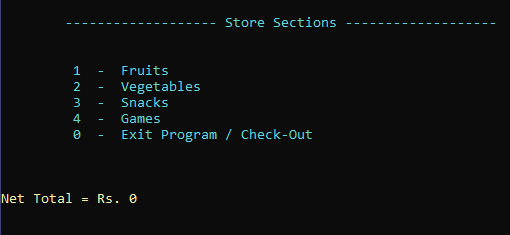 ------------------- Store Sections -------------------
1  -  Fruits
2  -  Vegetables
3  -  Snacks
4  -  Games
0  -  Exit Program / Check-Out
Net Total = Rs. 0